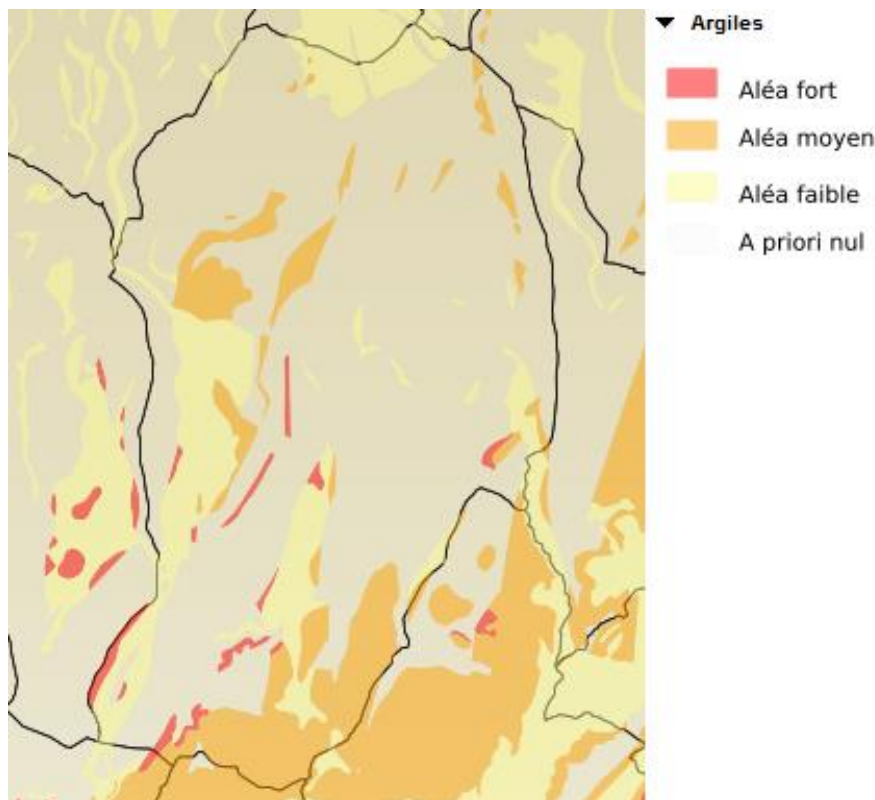 Argiles
Aléa fort
Aléa moyen
Aléa faible
A priori nul